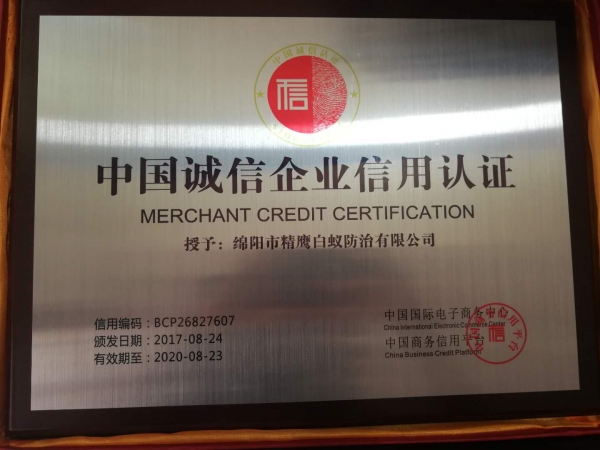 中国诚信认证
信
中国诚信企业信用认证
MERCHANT CREDIT CERTIFICATION
授予：绵阳市精鹰白蚁防治有限公司
信用编码：BCP26827607
颁发日期：2017-08-24
有效期至：2020-08-23
中国国际电子商务中心
China International Electronic Commerce Center
中国商务信用平台
China Business Credit Platform
信